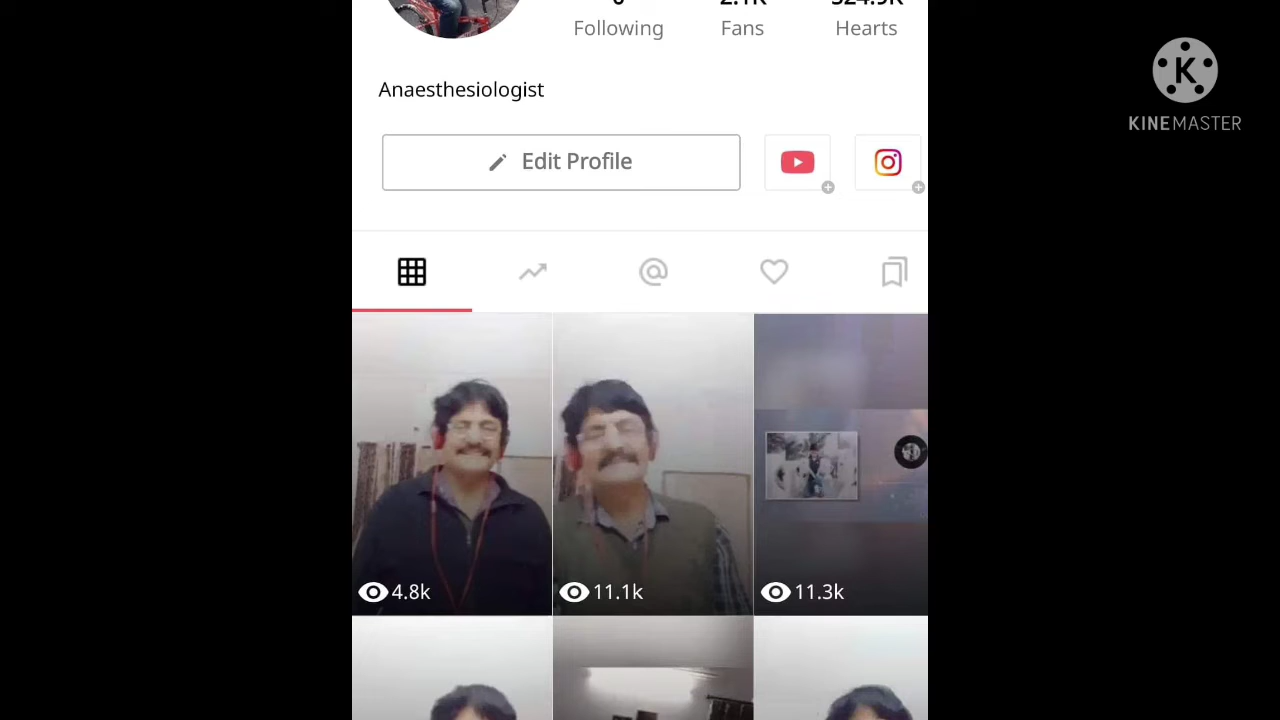 Following Fans Hearts
Anaesthesiologist
Edit Profile
KINEMASTER
4.8k 11.1k 11.3k